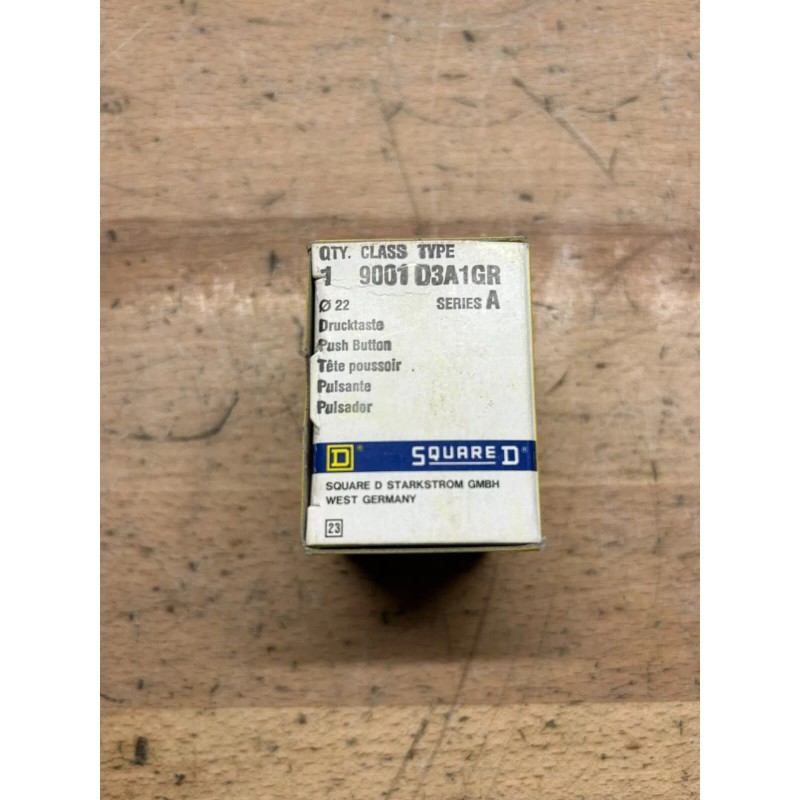 QTY. CLASS TYPE
1 9001 D3A1GR
Ø 22 SERIES A
Drucktaste
Push Button
Tête poussoir
Pulsante
Pulsador
D® SQUARE D®
SQUARE D STARKSTROM GMBH
WEST GERMANY
23